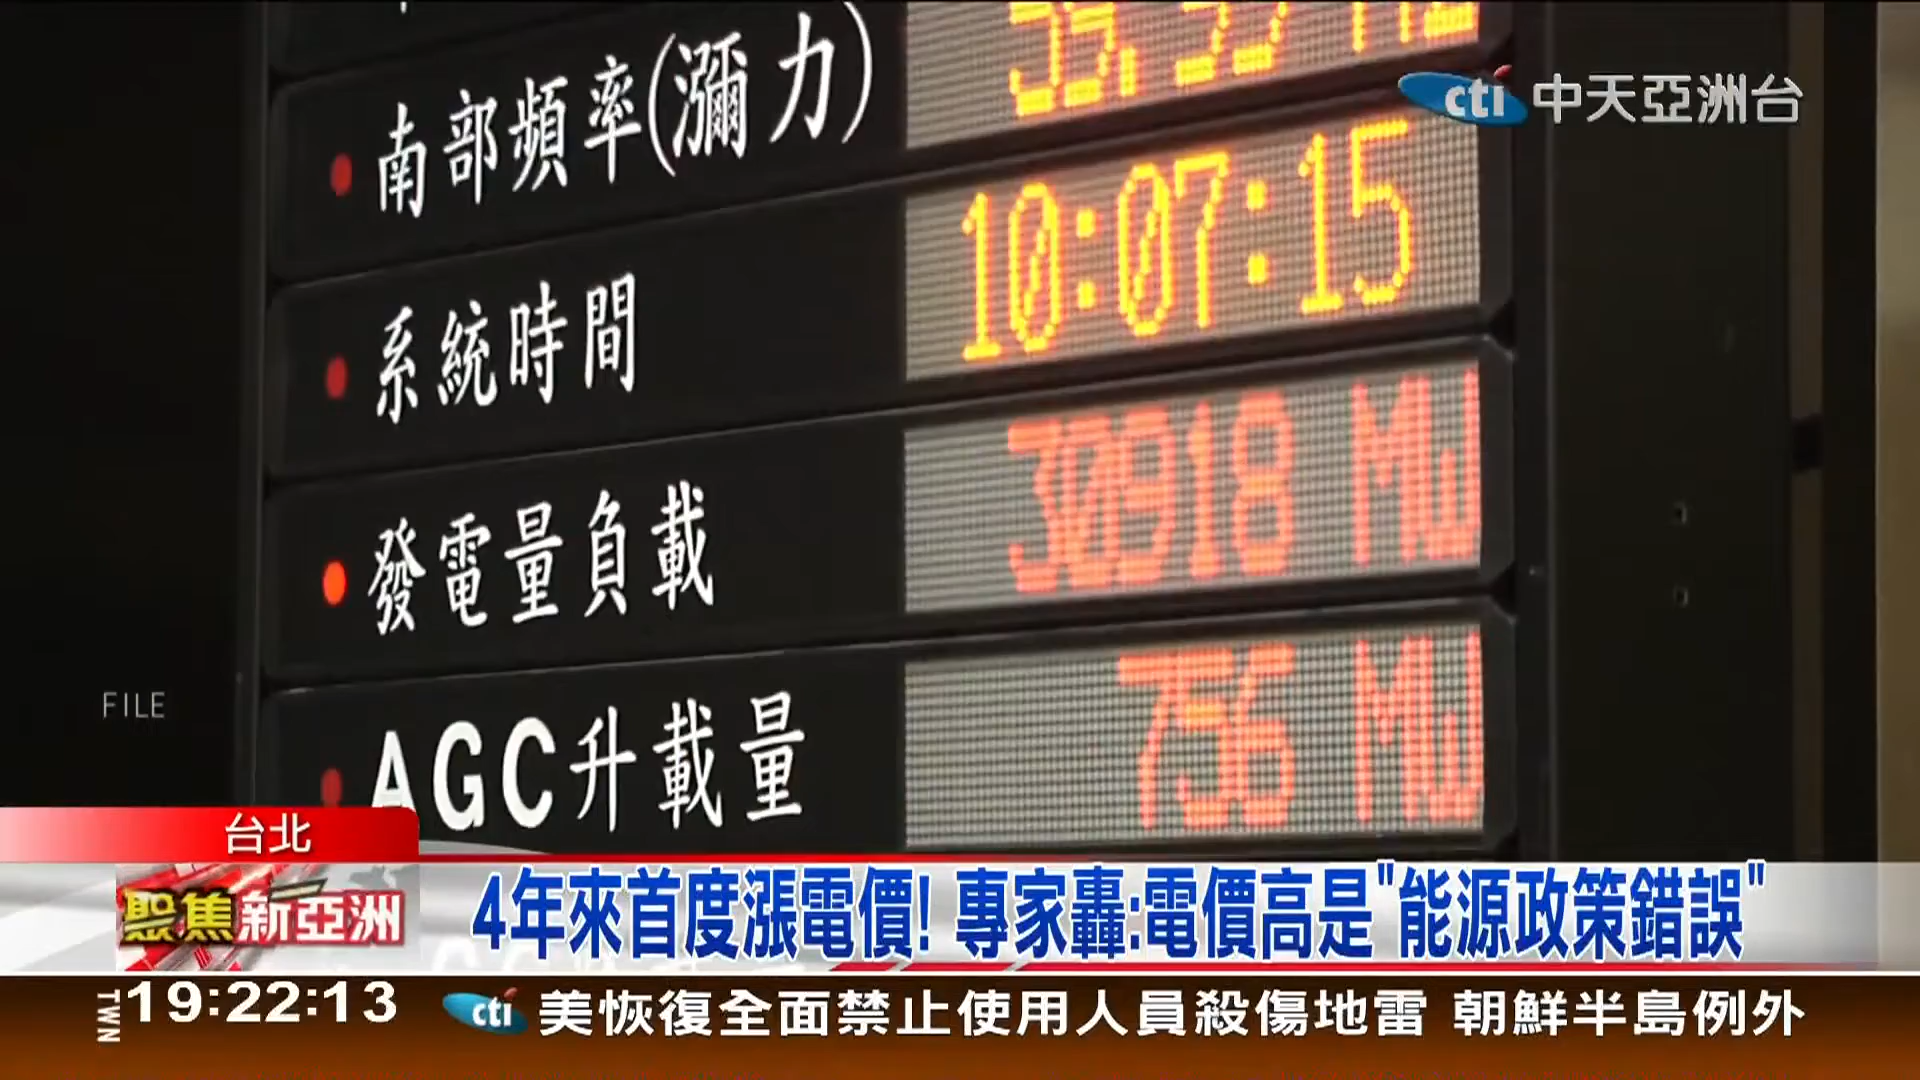 cti 中天亞洲台
南部頻率(瀰力)
系統時間 10:07:15
發電量負載 30918 MW
AGC升載量 756 MW
FILE
台北
聚焦新亞洲
4年來首度漲電價! 專家轟:電價高是"能源政策錯誤"
TWN 19:22:13
cti 美恢復全面禁止使用人員殺傷地雷 朝鮮半島例外